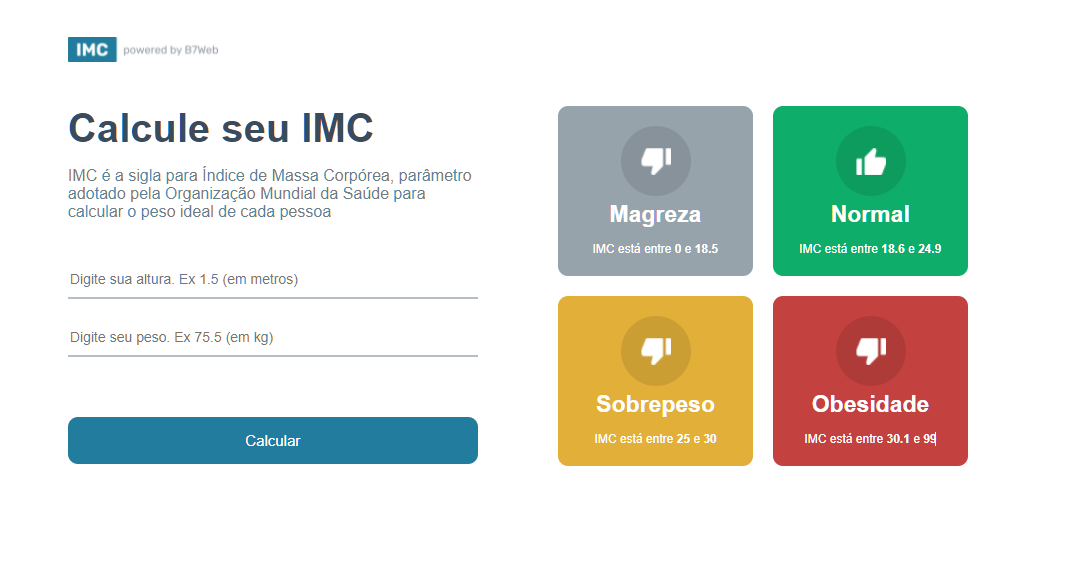 IMC powered by B7Web
Calcule seu IMC
IMC é a sigla para Índice de Massa Corpórea, parâmetro
adotado pela Organização Mundial da Saúde para
calcular o peso ideal de cada pessoa
Digite sua altura. Ex 1.5 (em metros)
Digite seu peso. Ex 75.5 (em kg)
Calcular
Magreza
IMC está entre 0 e 18.5
Normal
IMC está entre 18.6 e 24.9
Sobrepeso
IMC está entre 25 e 30
Obesidade
IMC está entre 30.1 e 99